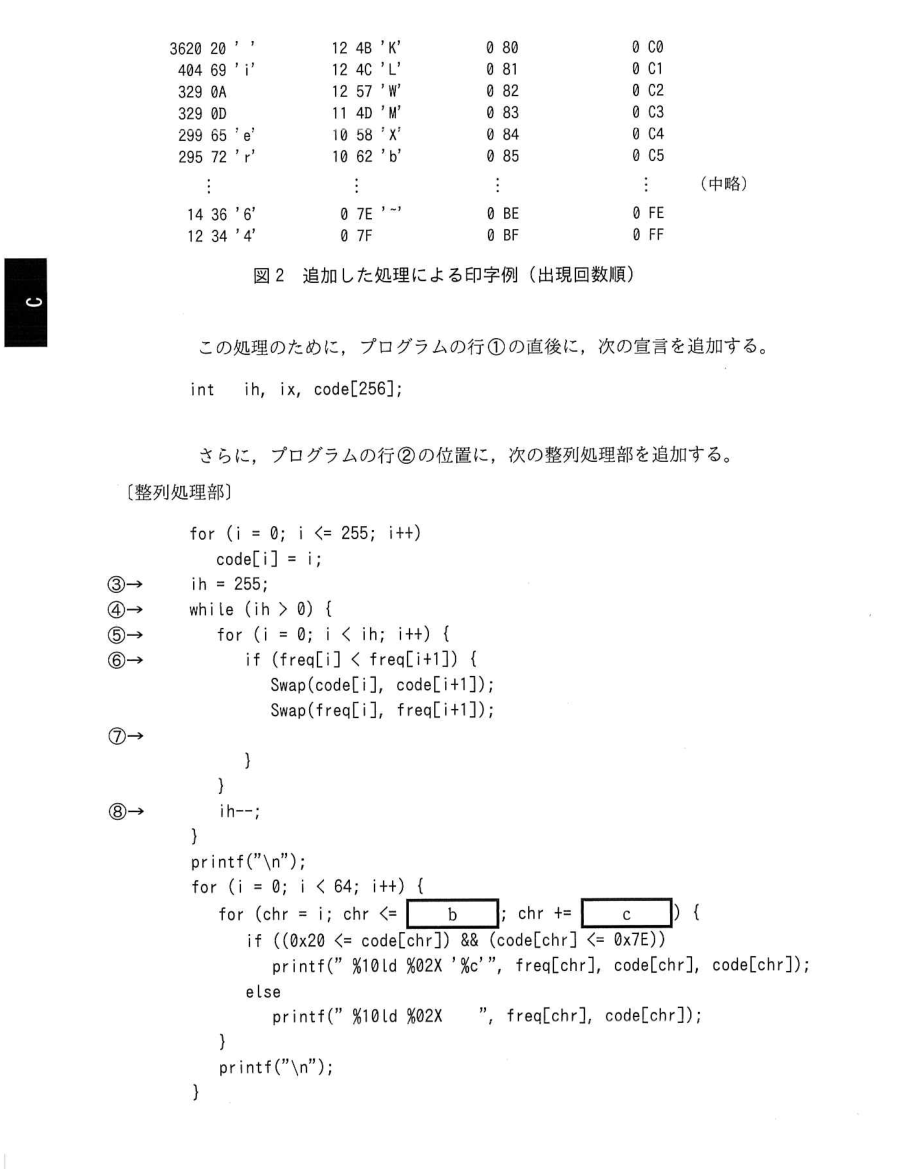 3620 20 ' ' 12 4B 'K' 0 80 0 C0
404 69 'i' 12 4C 'L' 0 81 0 C1
329 0A 12 57 'W' 0 82 0 C2
329 0D 11 4D 'M' 0 83 0 C3
299 65 'e' 10 58 'X' 0 84 0 C4
295 72 'r' 10 62 'b' 0 85 0 C5
⋮ ⋮ ⋮ ⋮ (中略)
14 36 '6' 0 7E '~' 0 BE 0 FE
12 34 '4' 0 7F 0 BF 0 FF
図2 追加した処理による印字例(出現回数順)
C
この処理のために,プログラムの行①の直後に,次の宣言を追加する。
int ih, ix, code[256];
さらに,プログラムの行②の位置に,次の整列処理部を追加する。
〔整列処理部〕
for (i = 0; i <= 255; i++)
code[i] = i;
③→ ih = 255;
④→ while (ih > 0) {
⑤→ for (i = 0; i < ih; i++) {
⑥→ if (freq[i] < freq[i+1]) {
Swap(code[i], code[i+1]);
Swap(freq[i], freq[i+1]);
⑦→
}
}
⑧→ ih--;
}
printf("\n");
for (i = 0; i < 64; i++) {
for (chr = i; chr <= b ; chr += c ) {
if ((0x20 <= code[chr]) && (code[chr] <= 0x7E))
printf(" %10ld %02X '%c'", freq[chr], code[chr], code[chr]);
else
printf(" %10ld %02X    ", freq[chr], code[chr]);
}
printf("\n");
}